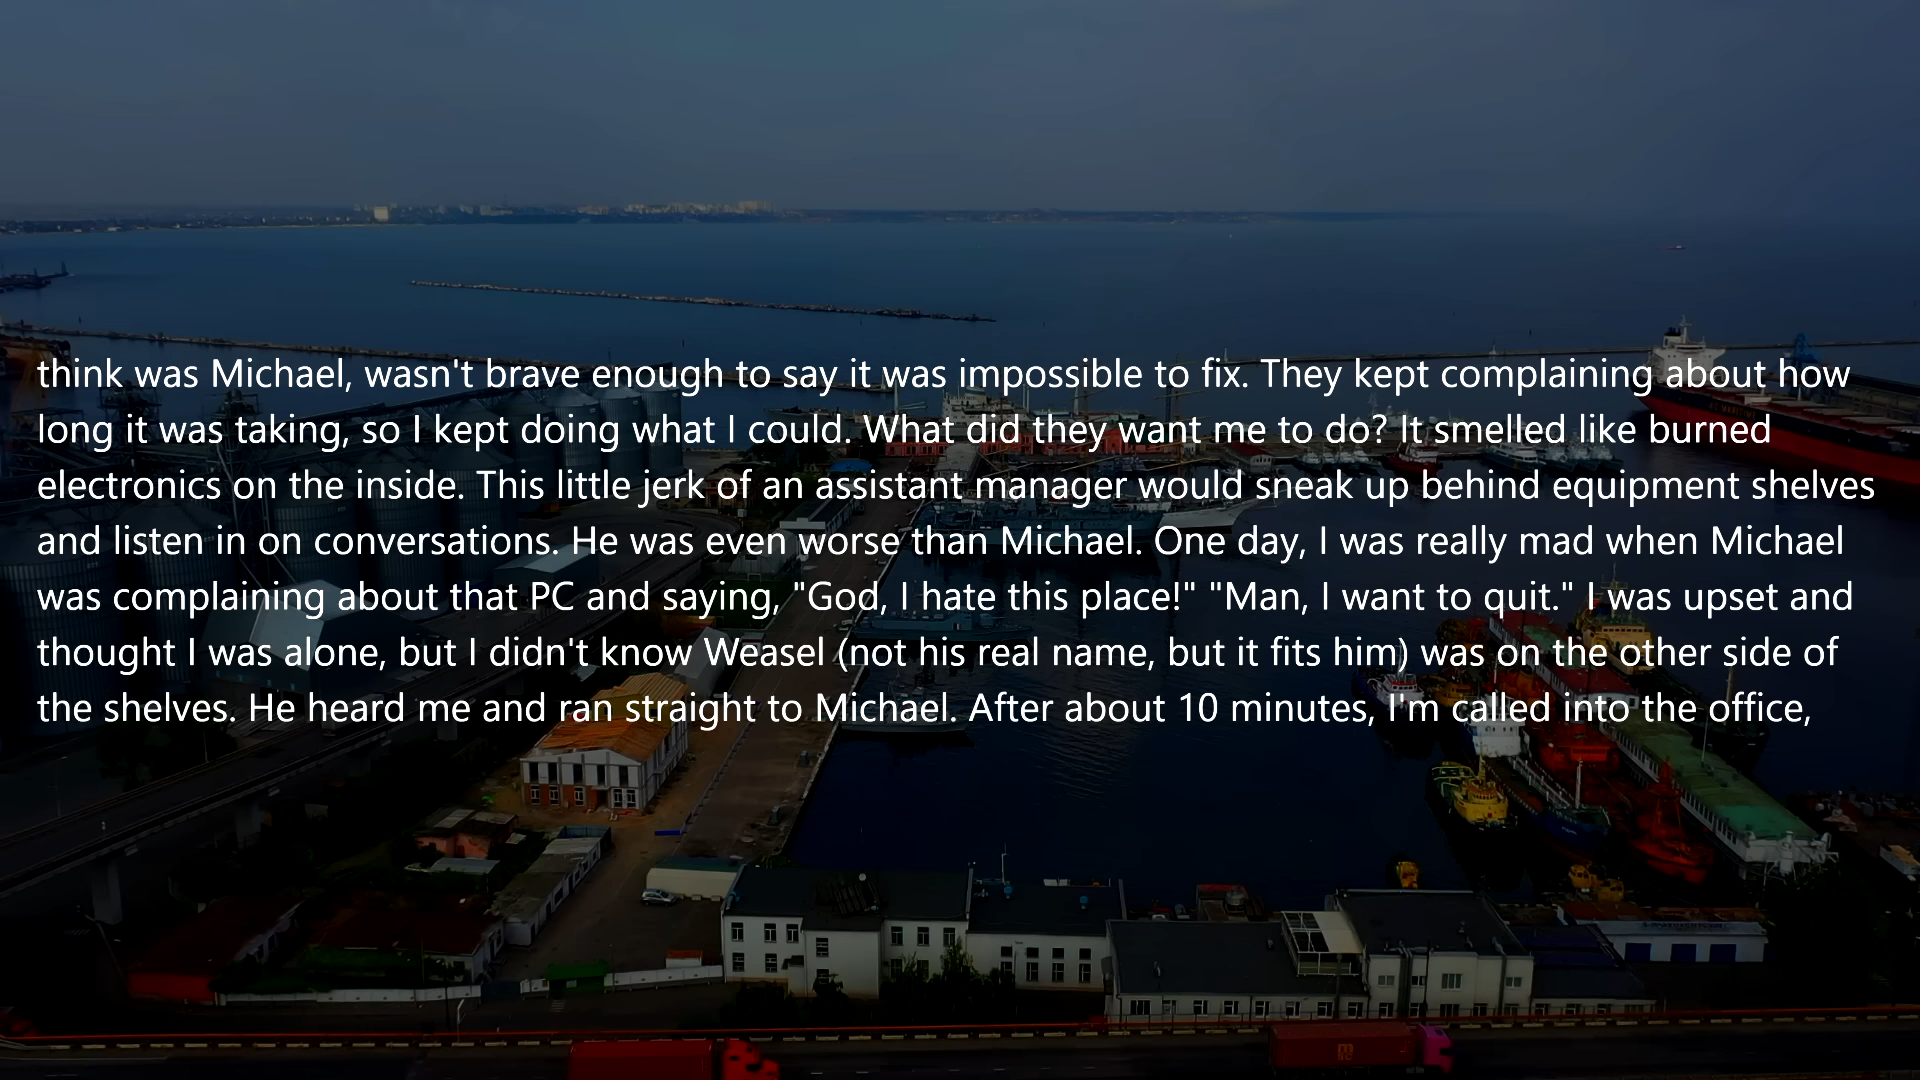 think was Michael, wasn't brave enough to say it was impossible to fix. They kept complaining about how
long it was taking, so I kept doing what I could. What did they want me to do? It smelled like burned
electronics on the inside. This little jerk of an assistant manager would sneak up behind equipment shelves
and listen in on conversations. He was even worse than Michael. One day, I was really mad when Michael
was complaining about that PC and saying, "God, I hate this place!" "Man, I want to quit." I was upset and
thought I was alone, but I didn't know Weasel (not his real name, but it fits him) was on the other side of
the shelves. He heard me and ran straight to Michael. After about 10 minutes, I'm called into the office,